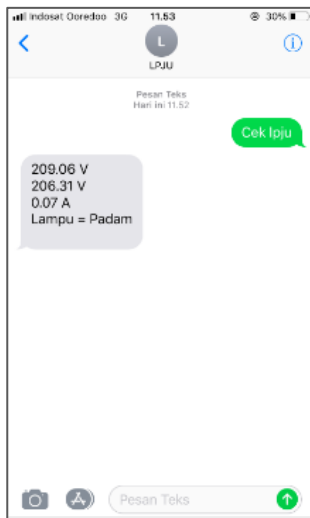 Indosat Ooredoo 3G 11.53 30%
L
LPJU
Pesan Teks
Hari ini 11.52
Cek lpju
209.06 V
206.31 V
0.07 A
Lampu = Padam
Pesan Teks